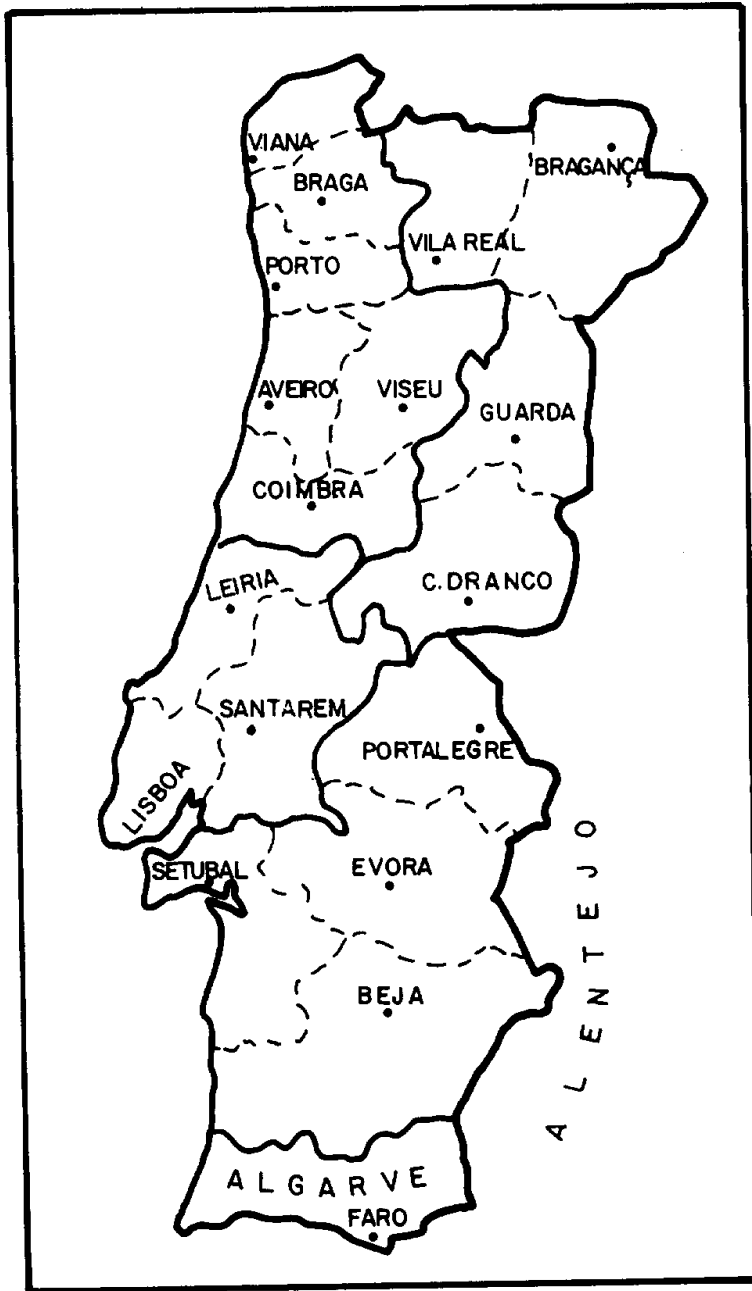 VIANA
BRAGANÇA
BRAGA
VILA REAL
PORTO
AVEIRO
VISEU
GUARDA
COIMBRA
LEIRIA
C. DRANCO
SANTAREM
PORTALEGRE
LISBOA
SETUBAL
EVORA
ALENTEJO
BEJA
ALGARVE
FARO